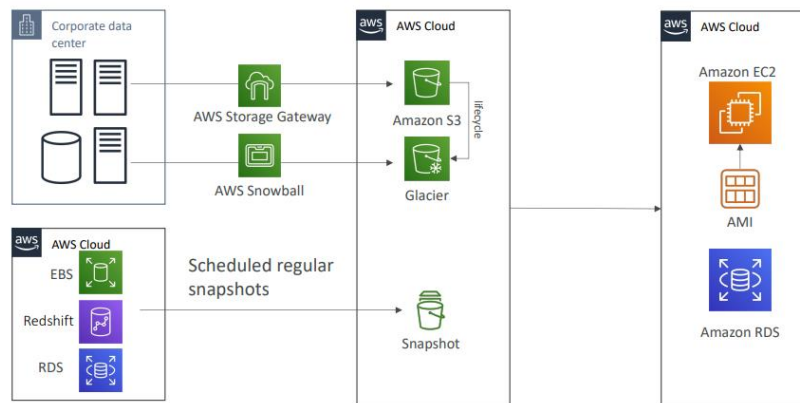 Corporate data
center
AWS Storage Gateway
AWS Snowball
aws
AWS Cloud
Amazon S3
lifecycle
Glacier
Snapshot
aws
AWS Cloud
EBS
Redshift
RDS
Scheduled regular
snapshots
aws
AWS Cloud
Amazon EC2
AMI
Amazon RDS